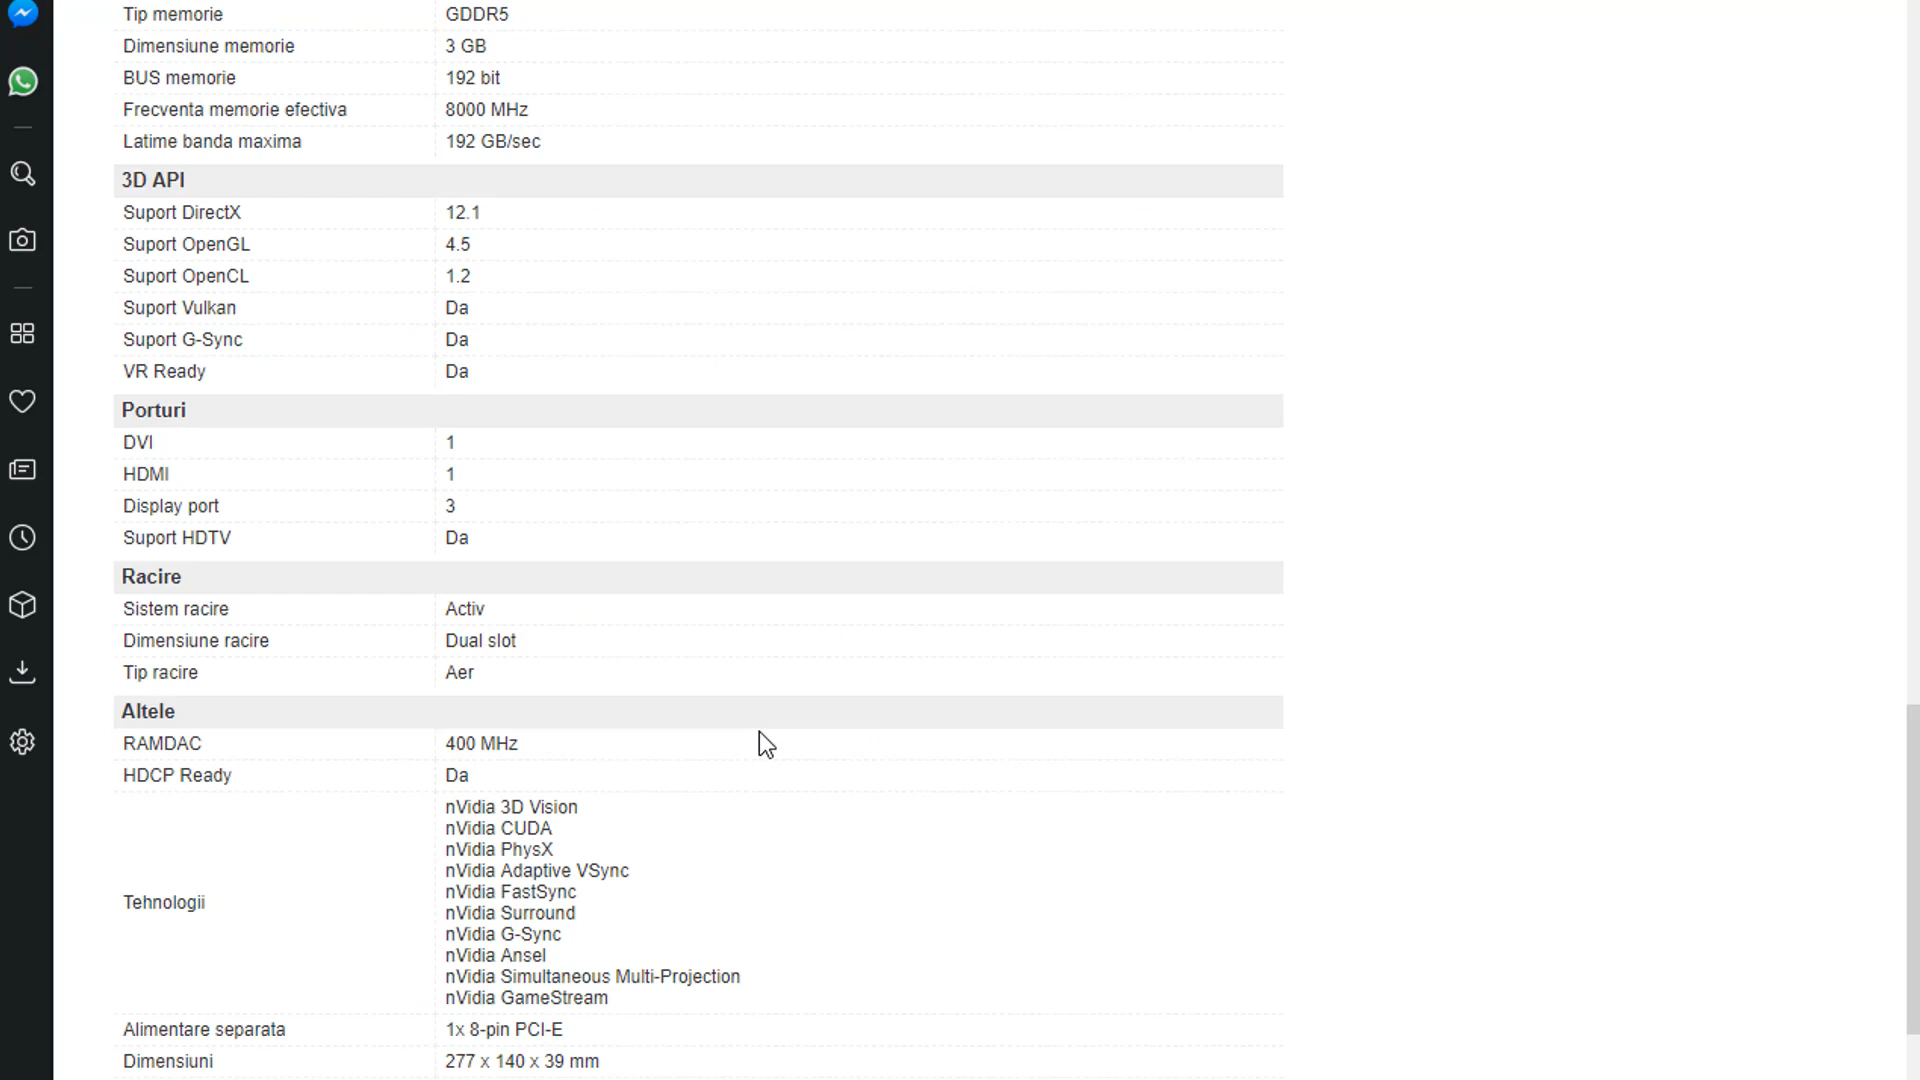 Tip memorie GDDR5
Dimensiune memorie 3 GB
BUS memorie 192 bit
Frecventa memorie efectiva 8000 MHz
Latime banda maxima 192 GB/sec
3D API
Suport DirectX 12.1
Suport OpenGL 4.5
Suport OpenCL 1.2
Suport Vulkan Da
Suport G-Sync Da
VR Ready Da
Porturi
DVI 1
HDMI 1
Display port 3
Suport HDTV Da
Racire
Sistem racire Activ
Dimensiune racire Dual slot
Tip racire Aer
Altele
RAMDAC 400 MHz
HDCP Ready Da
Tehnologii
nVidia 3D Vision
nVidia CUDA
nVidia PhysX
nVidia Adaptive VSync
nVidia FastSync
nVidia Surround
nVidia G-Sync
nVidia Ansel
nVidia Simultaneous Multi-Projection
nVidia GameStream
Alimentare separata 1x 8-pin PCI-E
Dimensiuni 277 x 140 x 39 mm